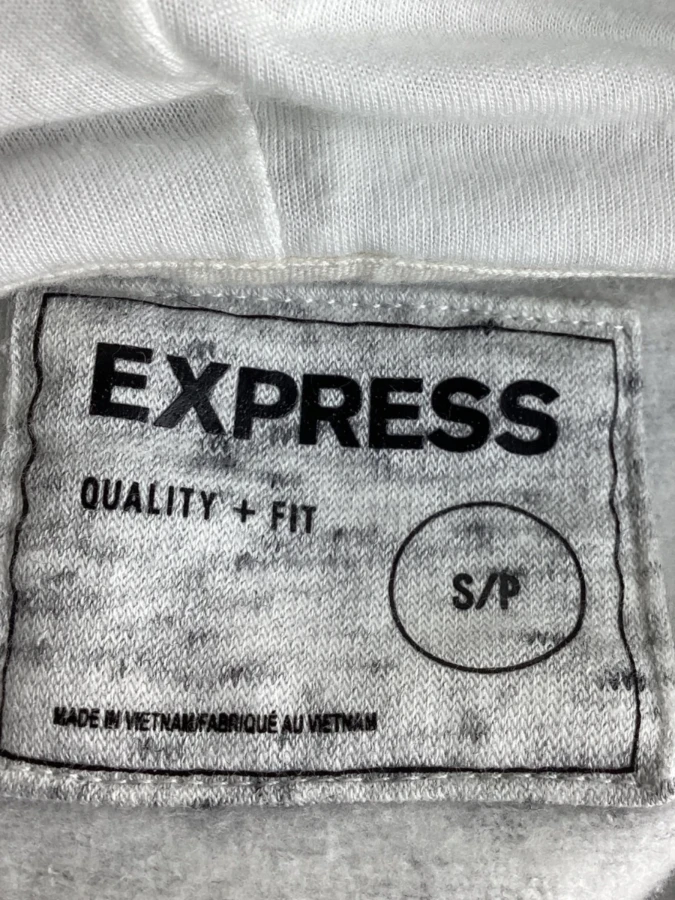 EXPRESS
QUALITY + FIT
S/P
MADE IN VIETNAM/FABRIQUÉ AU VIETNAM